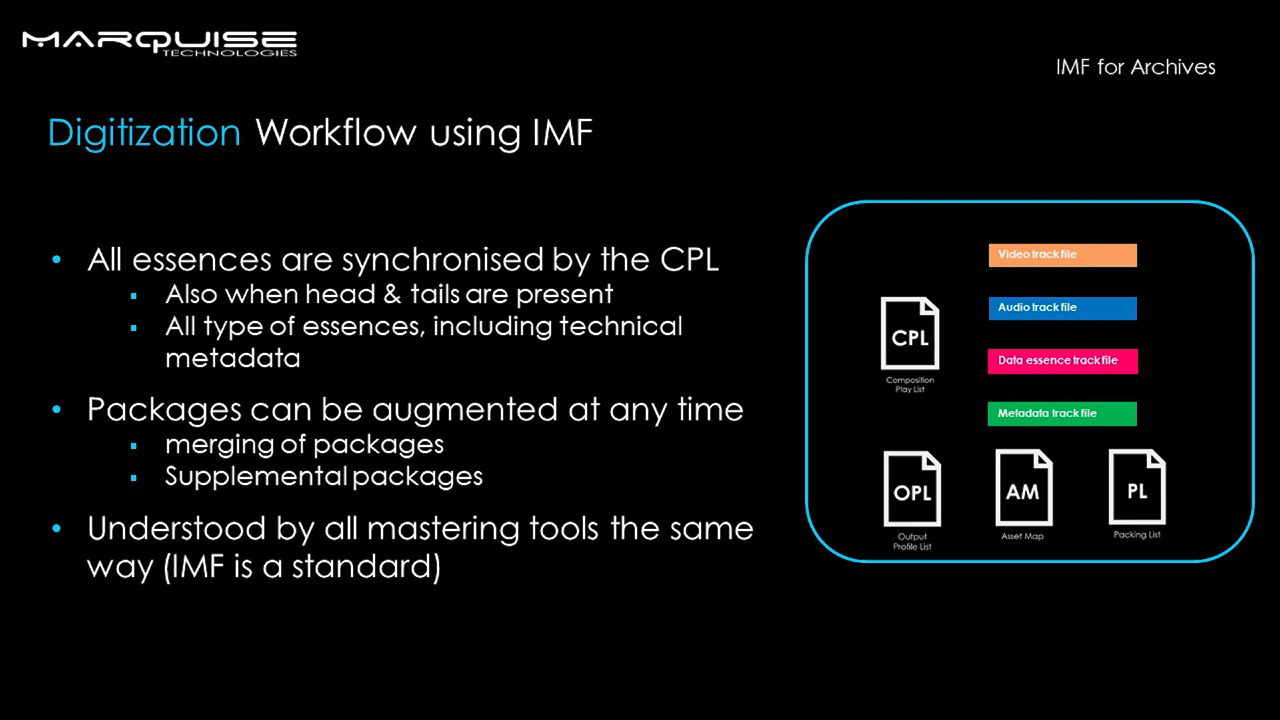 MARQUISE
TECHNOLOGIES
IMF for Archives
Digitization Workflow using IMF
• All essences are synchronised by the CPL
▪ Also when head & tails are present
▪ All type of essences, including technical
metadata
• Packages can be augmented at any time
▪ merging of packages
▪ Supplemental packages
• Understood by all mastering tools the same
way (IMF is a standard)
Video track file
Audio track file
CPL
Composition
Play List
Data essence track file
Metadata track file
OPL
Output
Profile List
AM
Asset Map
PL
Packing List